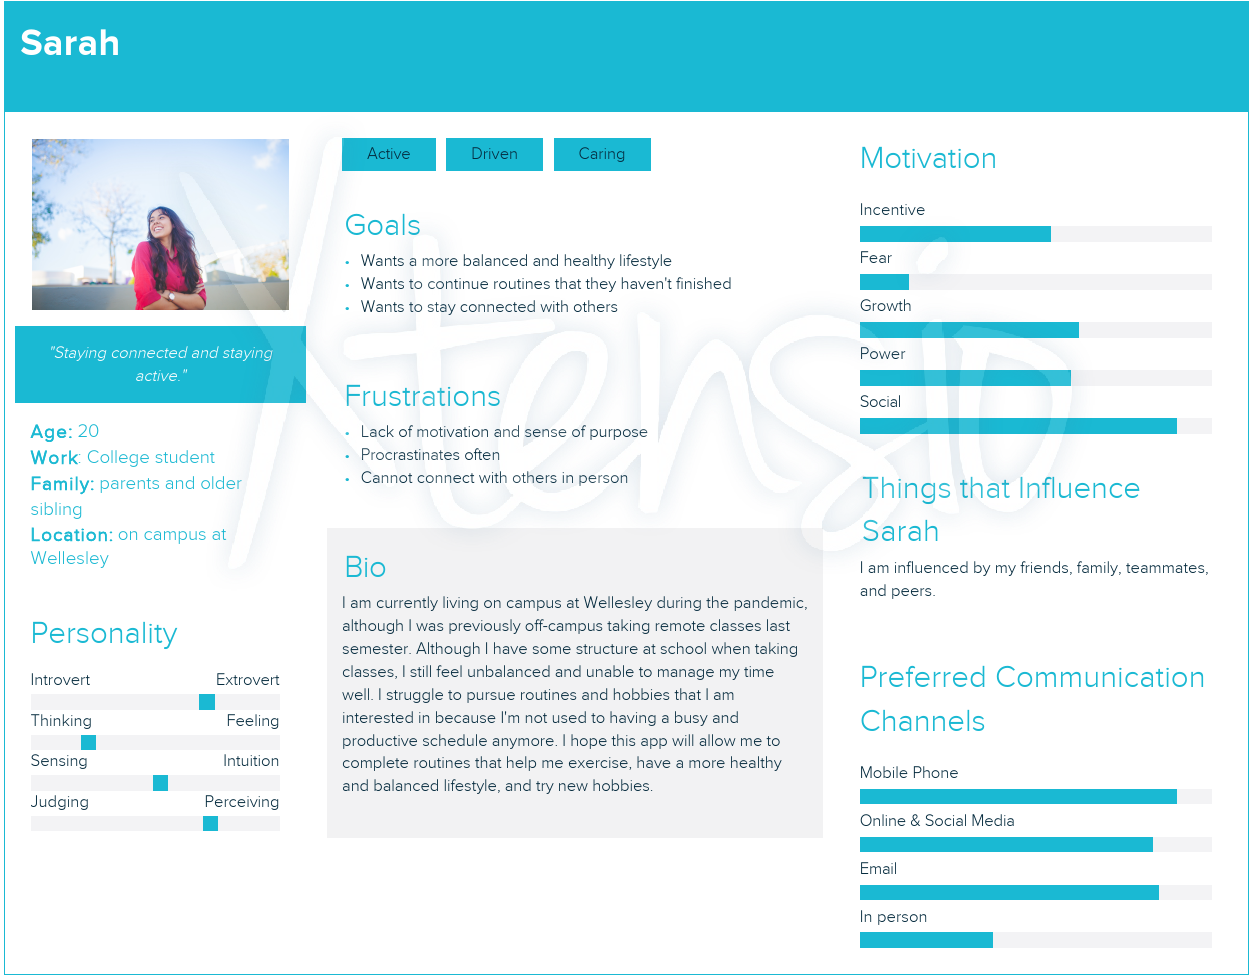 Sarah
"Staying connected and staying
active."
Age: 20
Work: College student
Family: parents and older
sibling
Location: on campus at
Wellesley
Personality
Introvert Extrovert
Thinking Feeling
Sensing Intuition
Judging Perceiving
Active Driven Caring
Goals
• Wants a more balanced and healthy lifestyle
• Wants to continue routines that they haven't finished
• Wants to stay connected with others
Frustrations
• Lack of motivation and sense of purpose
• Procrastinates often
• Cannot connect with others in person
Bio
I am currently living on campus at Wellesley during the pandemic,
although I was previously off-campus taking remote classes last
semester. Although I have some structure at school when taking
classes, I still feel unbalanced and unable to manage my time
well. I struggle to pursue routines and hobbies that I am
interested in because I'm not used to having a busy and
productive schedule anymore. I hope this app will allow me to
complete routines that help me exercise, have a more healthy
and balanced lifestyle, and try new hobbies.
Motivation
Incentive
Fear
Growth
Power
Social
Things that Influence
Sarah
I am influenced by my friends, family, teammates,
and peers.
Preferred Communication
Channels
Mobile Phone
Online & Social Media
Email
In person
Xtensio